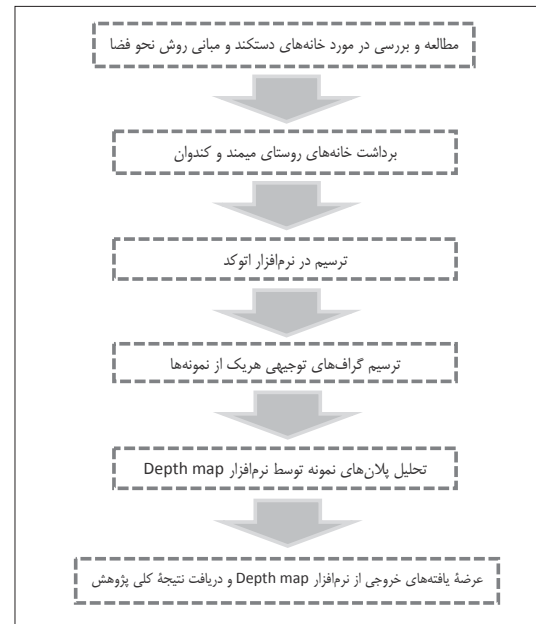 مطالعه و بررسی در مورد خانه‌های دستکند و مبانی روش نحو فضا
برداشت خانه‌های روستای میمند و کندوان
ترسیم در نرم‌افزار اتوکد
ترسیم گراف‌های توجیهی هریک از نمونه‌ها
تحلیل پلان‌های نمونه توسط نرم‌افزار Depth map
عرضهٔ یافته‌های خروجی از نرم‌افزار Depth map و دریافت نتیجهٔ کلی پژوهش